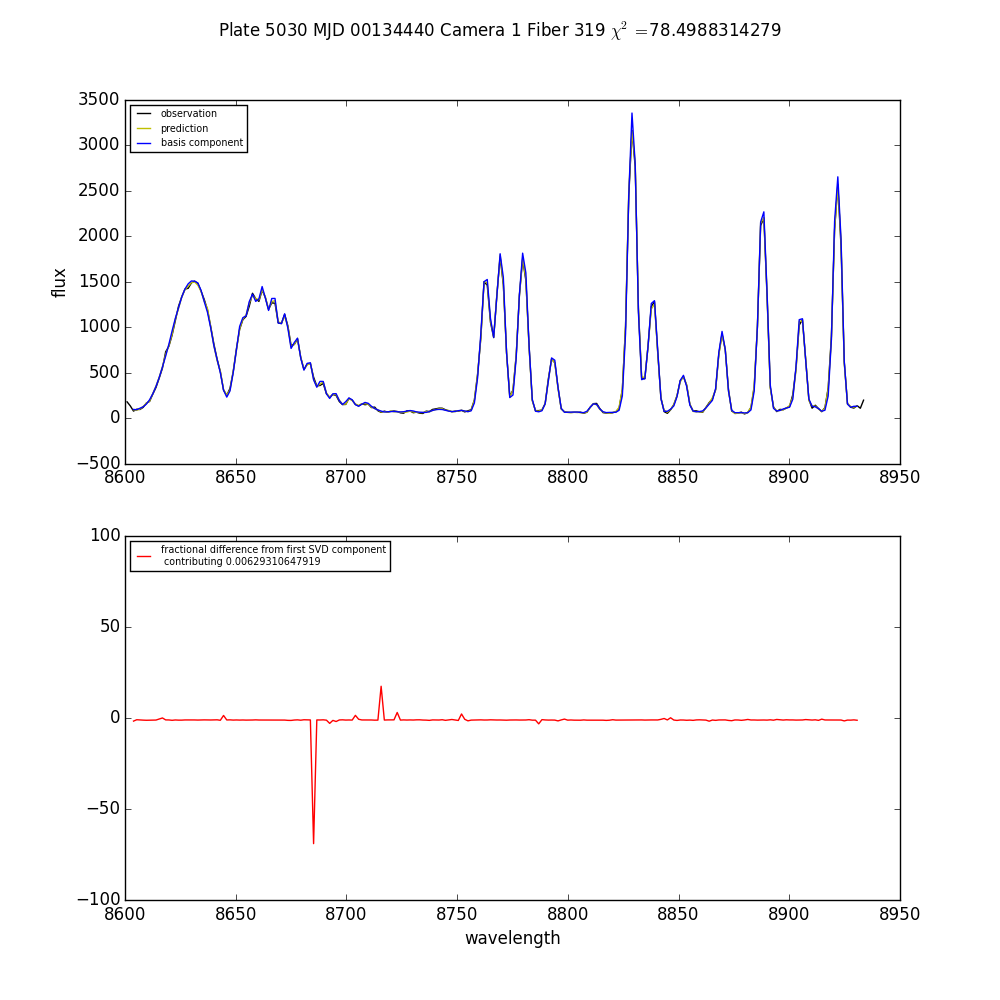 Plate 5030 MJD 00134440 Camera 1 Fiber 319 χ² =78.4988314279
3500
3000
2500
2000
1500
1000
500
0
−500
flux
observation
prediction
basis component
8600 8650 8700 8750 8800 8850 8900 8950
100
50
0
−50
−100
fractional difference from first SVD component
contributing 0.00629310647919
8600 8650 8700 8750 8800 8850 8900 8950
wavelength